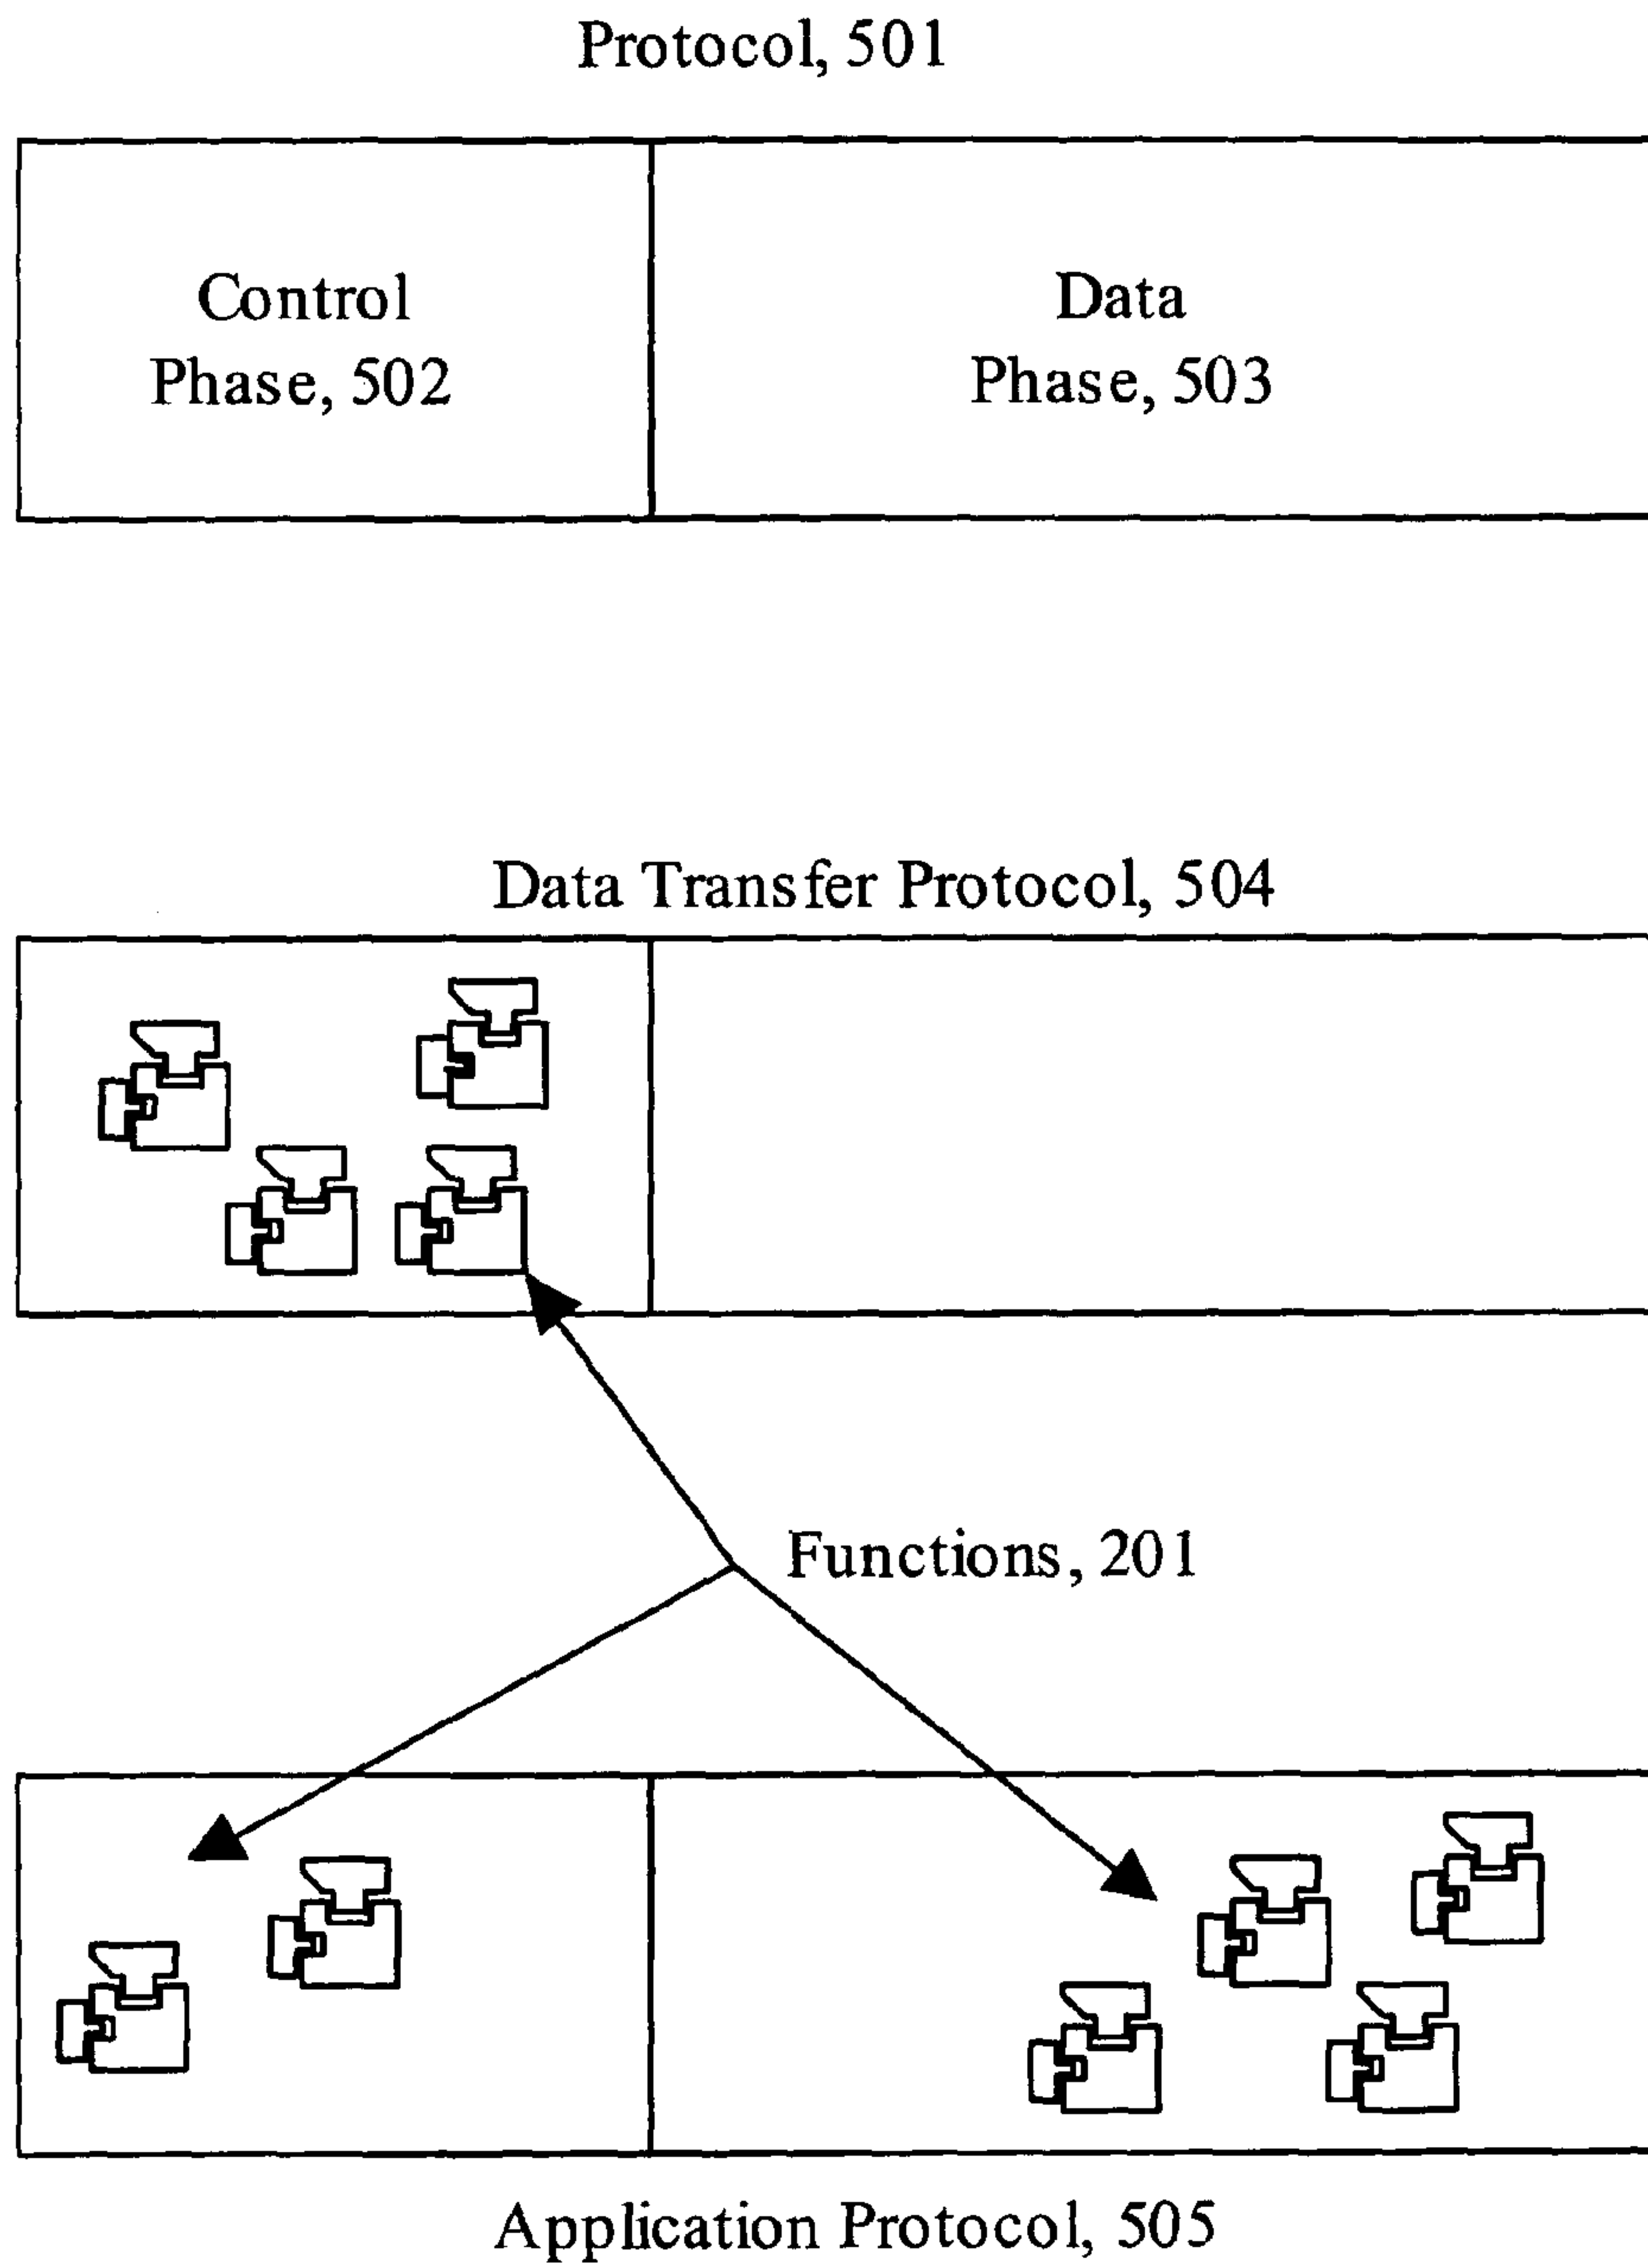 Protocol, 501
Control
Phase, 502
Data
Phase, 503
Data Transfer Protocol, 504
Functions, 201
Application Protocol, 505